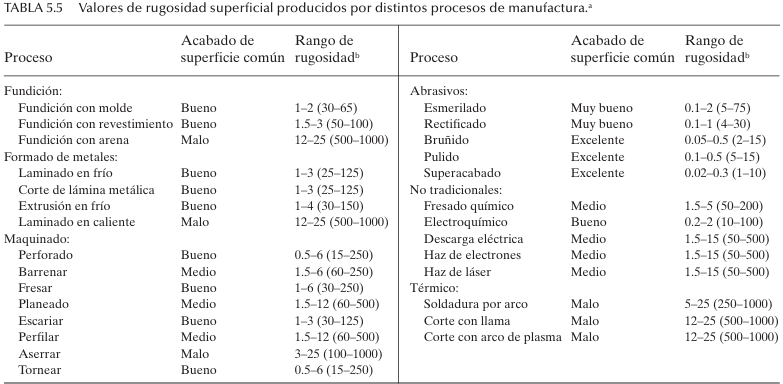 TABLA 5.5 Valores de rugosidad superficial producidos por distintos procesos de manufactura.ᵃ
Proceso Acabado de superficie común Rango de rugosidadᵇ
Fundición:
Fundición con molde Bueno 1–2 (30–65)
Fundición con revestimiento Bueno 1.5–3 (50–100)
Fundición con arena Malo 12–25 (500–1000)
Formado de metales:
Laminado en frío Bueno 1–3 (25–125)
Corte de lámina metálica Bueno 1–3 (25–125)
Extrusión en frío Bueno 1–4 (30–150)
Laminado en caliente Malo 12–25 (500–1000)
Maquinado:
Perforado Bueno 0.5–6 (15–250)
Barrenar Medio 1.5–6 (60–250)
Fresar Bueno 1–6 (30–250)
Planeado Medio 1.5–12 (60–500)
Escariar Bueno 1–3 (30–125)
Perfilar Medio 1.5–12 (60–500)
Aserrar Malo 3–25 (100–1000)
Tornear Bueno 0.5–6 (15–250)
Proceso Acabado de superficie común Rango de rugosidadᵇ
Abrasivos:
Esmerilado Muy bueno 0.1–2 (5–75)
Rectificado Muy bueno 0.1–1 (4–30)
Bruñido Excelente 0.05–0.5 (2–15)
Pulido Excelente 0.1–0.5 (5–15)
Superacabado Excelente 0.02–0.3 (1–10)
No tradicionales:
Fresado químico Medio 1.5–5 (50–200)
Electroquímico Bueno 0.2–2 (10–100)
Descarga eléctrica Medio 1.5–15 (50–500)
Haz de electrones Medio 1.5–15 (50–500)
Haz de láser Medio 1.5–15 (50–500)
Térmico:
Soldadura por arco Malo 5–25 (250–1000)
Corte con llama Malo 12–25 (500–1000)
Corte con arco de plasma Malo 12–25 (500–1000)